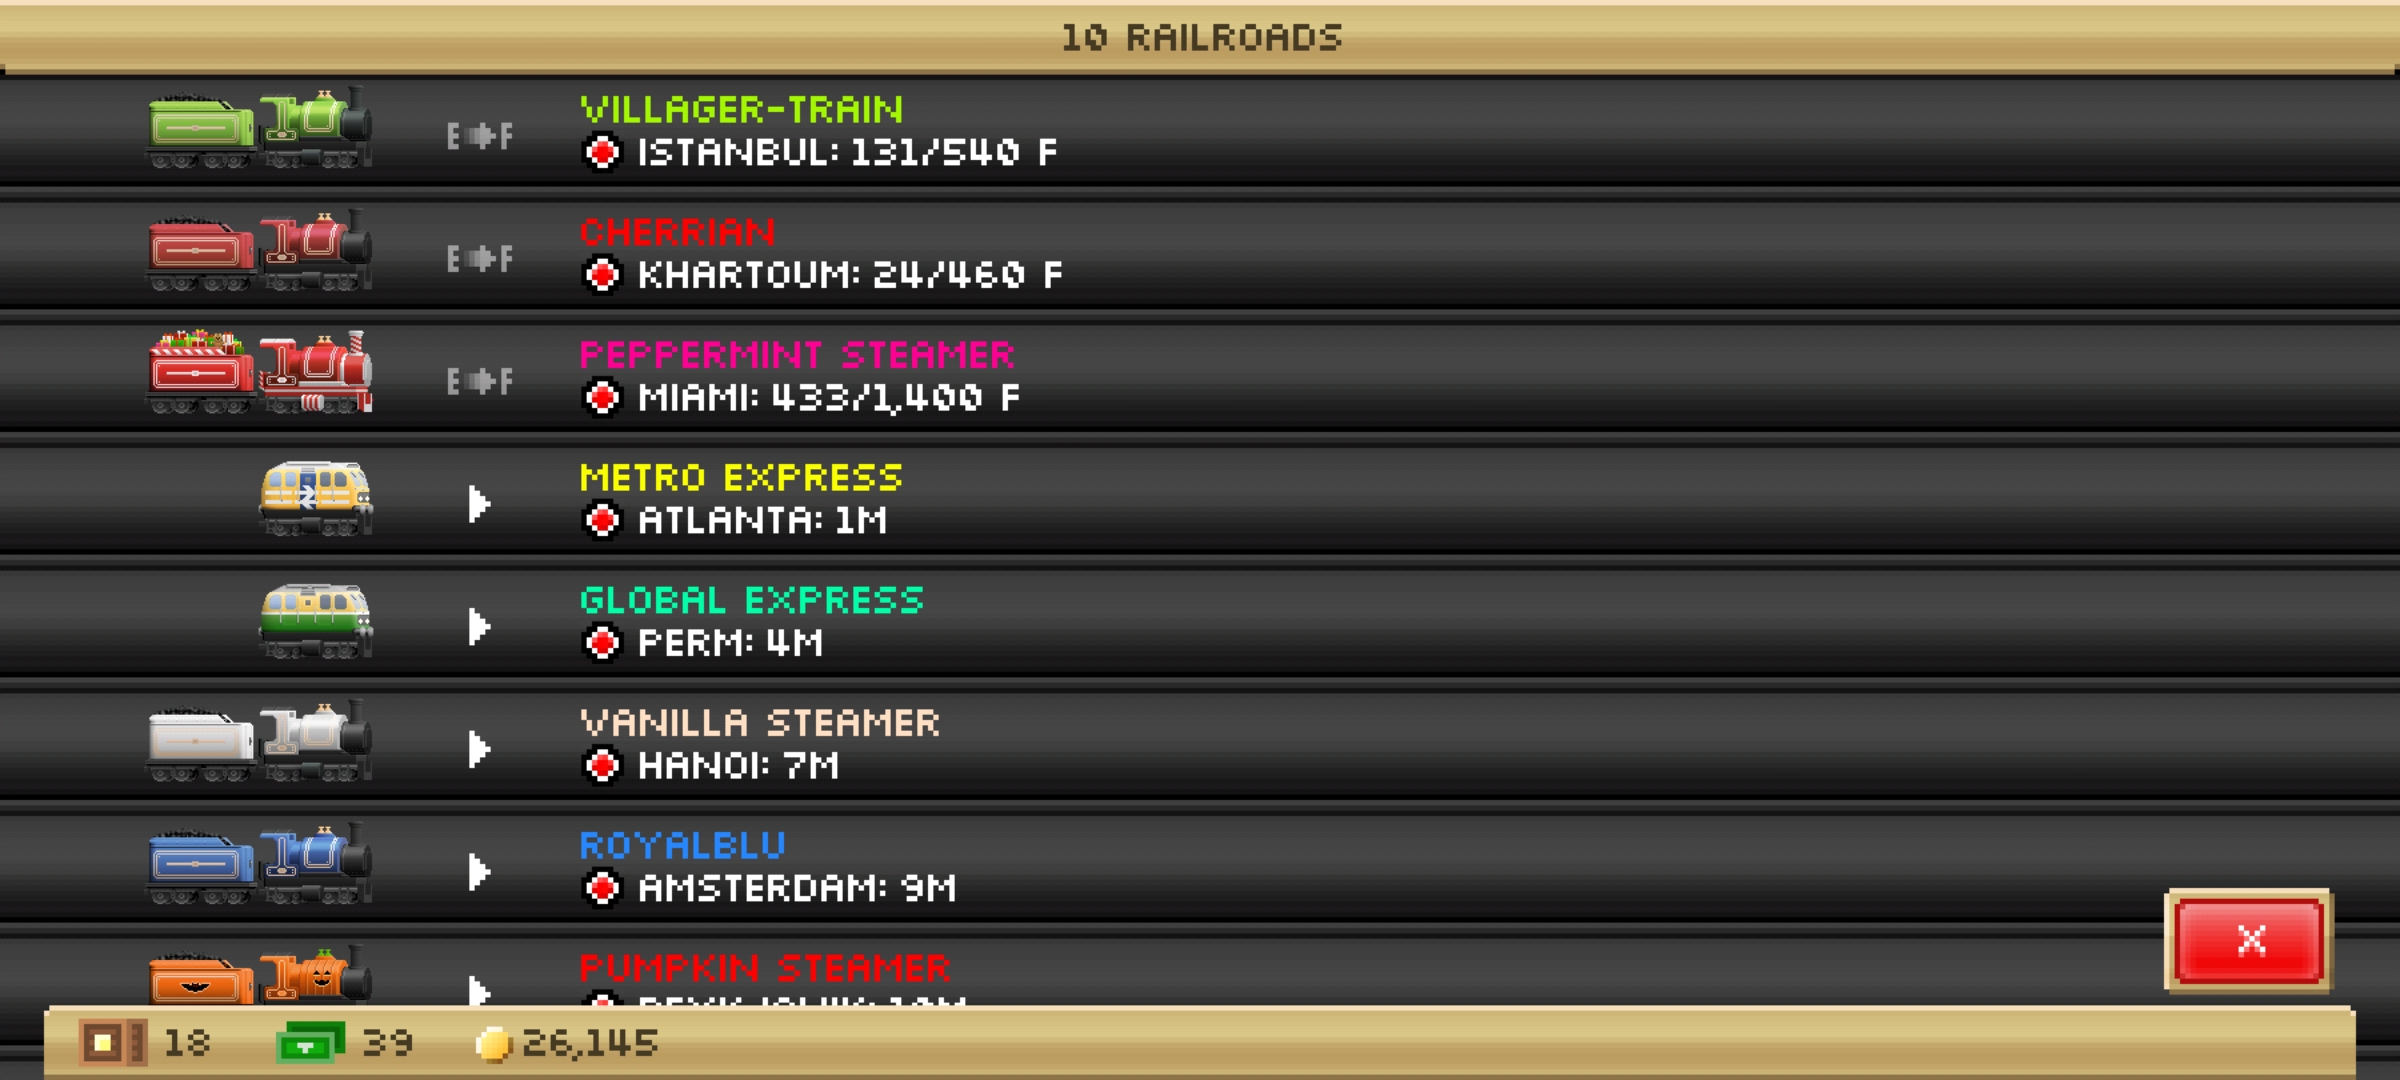 10 RAILROADS
VILLAGER-TRAIN
E F
ISTANBUL: 131/540 F
CHERRIAN
E F
KHARTOUM: 24/460 F
PEPPERMINT STEAMER
E F
MIAMI: 433/1,400 F
METRO EXPRESS
ATLANTA: 1M
GLOBAL EXPRESS
PERM: 4M
VANILLA STEAMER
HANOI: 7M
ROYALBLU
AMSTERDAM: 9M
PUMPKIN STEAMER
X
18 39 26,145